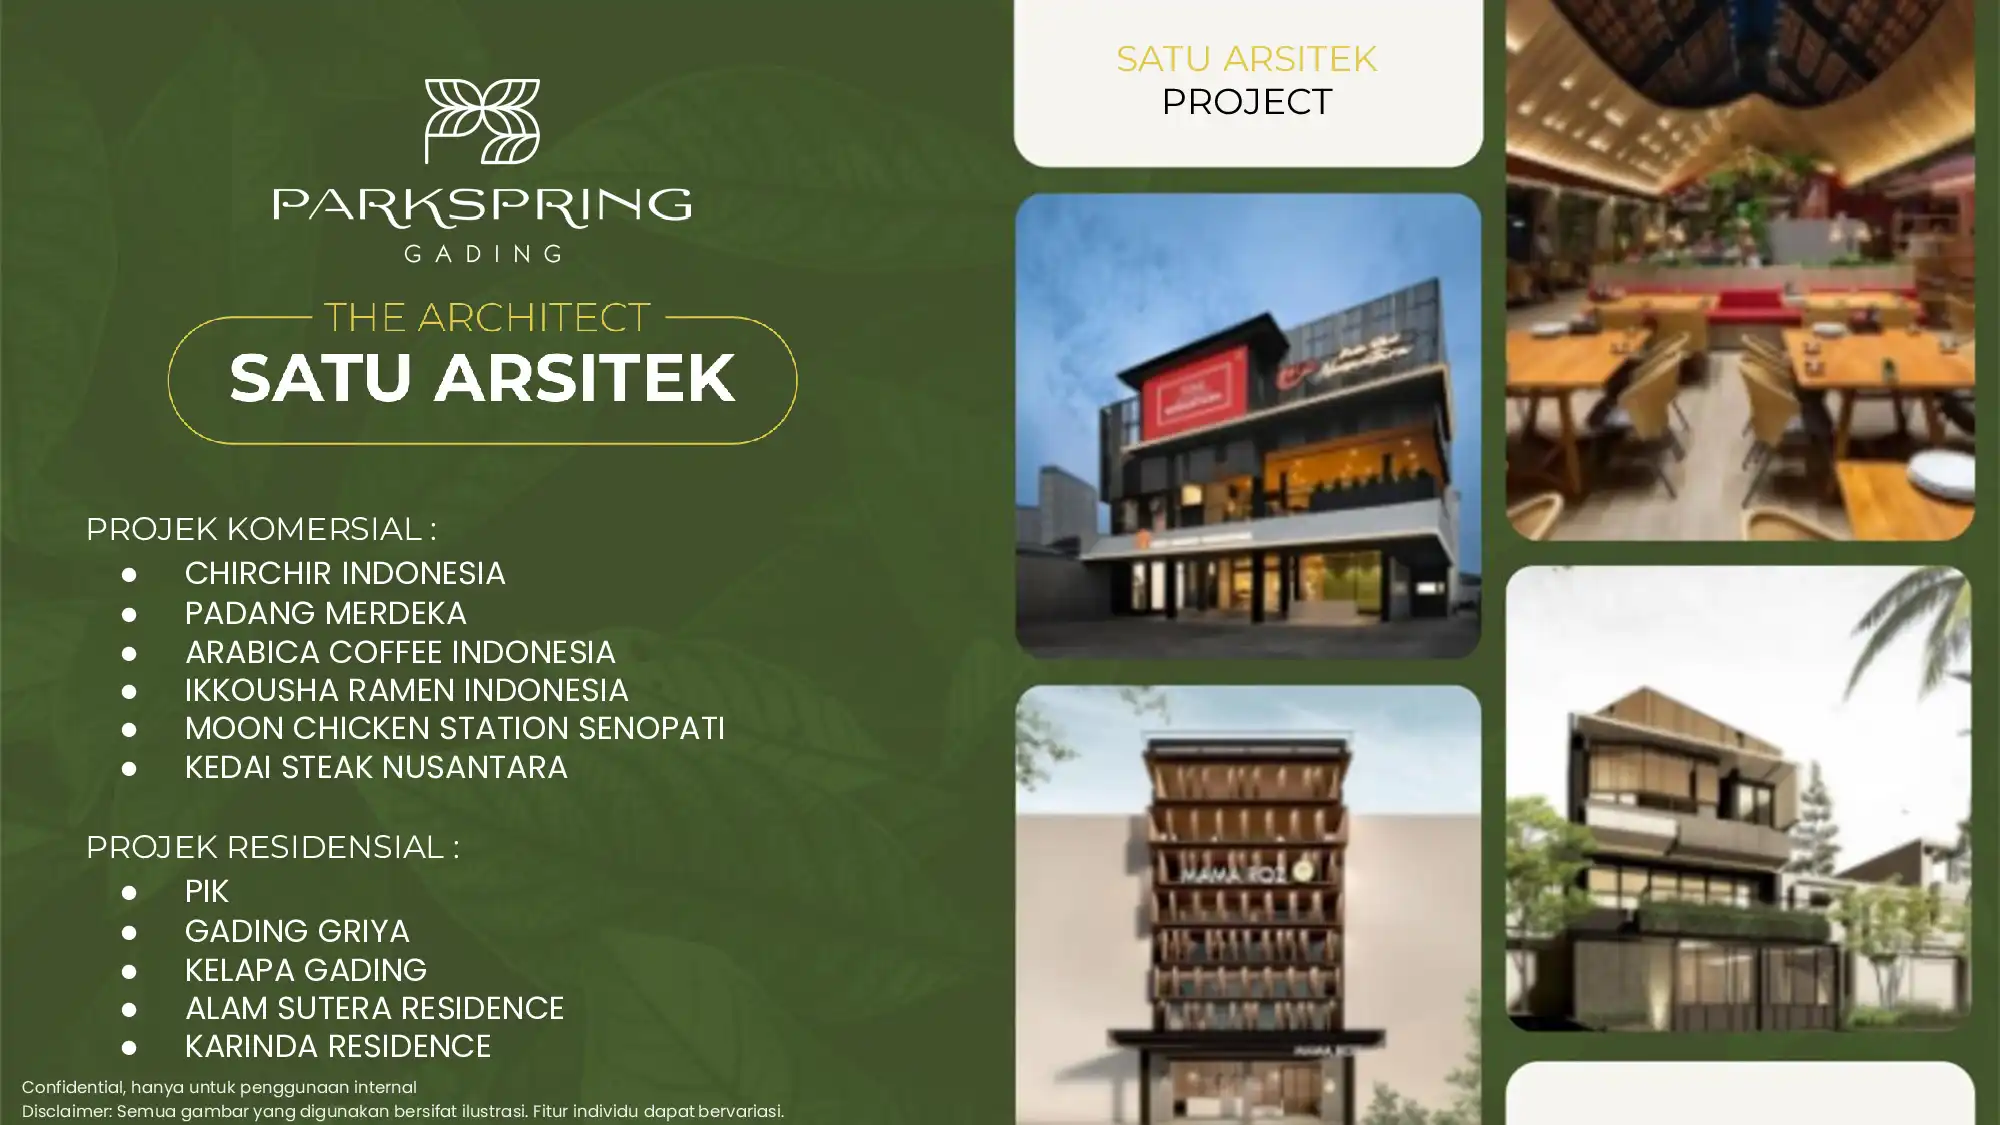 PARKSPRING
GADING
THE ARCHITECT
SATU ARSITEK
PROJEK KOMERSIAL :
● CHIRCHIR INDONESIA
● PADANG MERDEKA
● ARABICA COFFEE INDONESIA
● IKKOUSHA RAMEN INDONESIA
● MOON CHICKEN STATION SENOPATI
● KEDAI STEAK NUSANTARA
PROJEK RESIDENSIAL :
● PIK
● GADING GRIYA
● KELAPA GADING
● ALAM SUTERA RESIDENCE
● KARINDA RESIDENCE
Confidential, hanya untuk penggunaan internal
Disclaimer: Semua gambar yang digunakan bersifat ilustrasi. Fitur individu dapat bervariasi.
SATU ARSITEK
PROJECT
MAMA ROZ